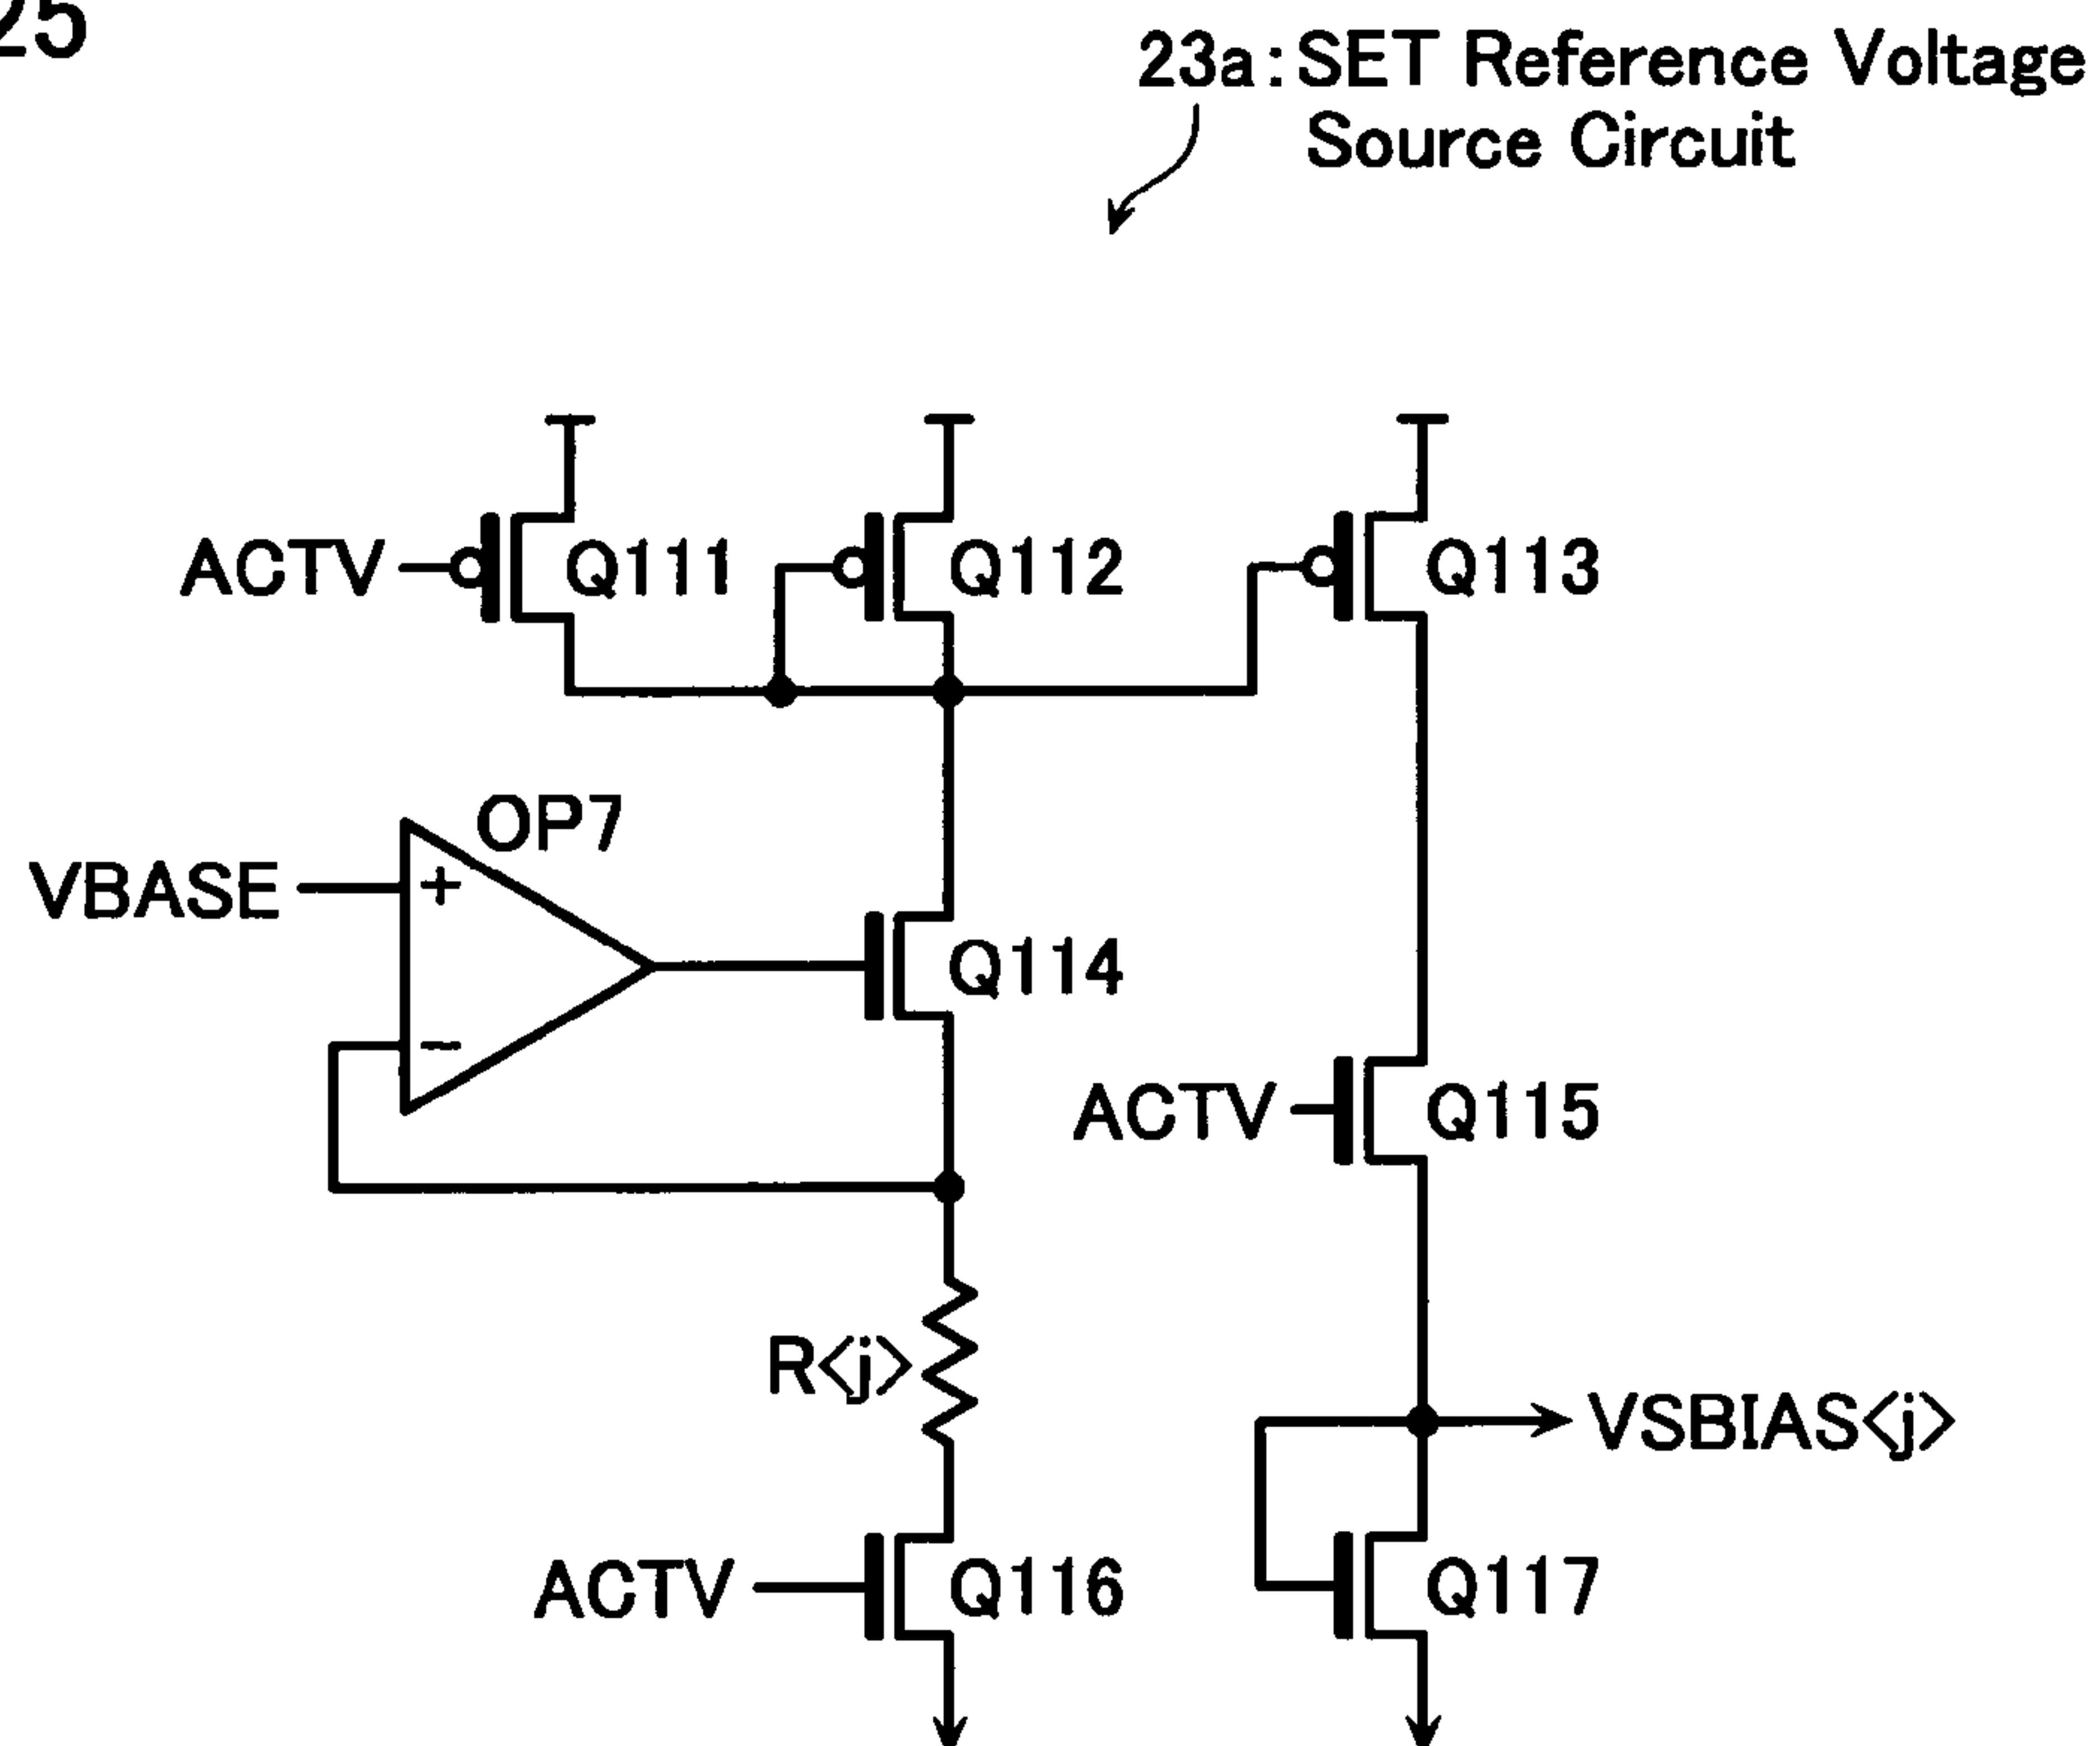 25
23a:SET Reference Voltage
Source Circuit
ACTV
Q111
Q112
Q113
OP7
VBASE
+
Q114
−
ACTV
Q115
R<j>
VSBIAS<j>
ACTV
Q116
Q117